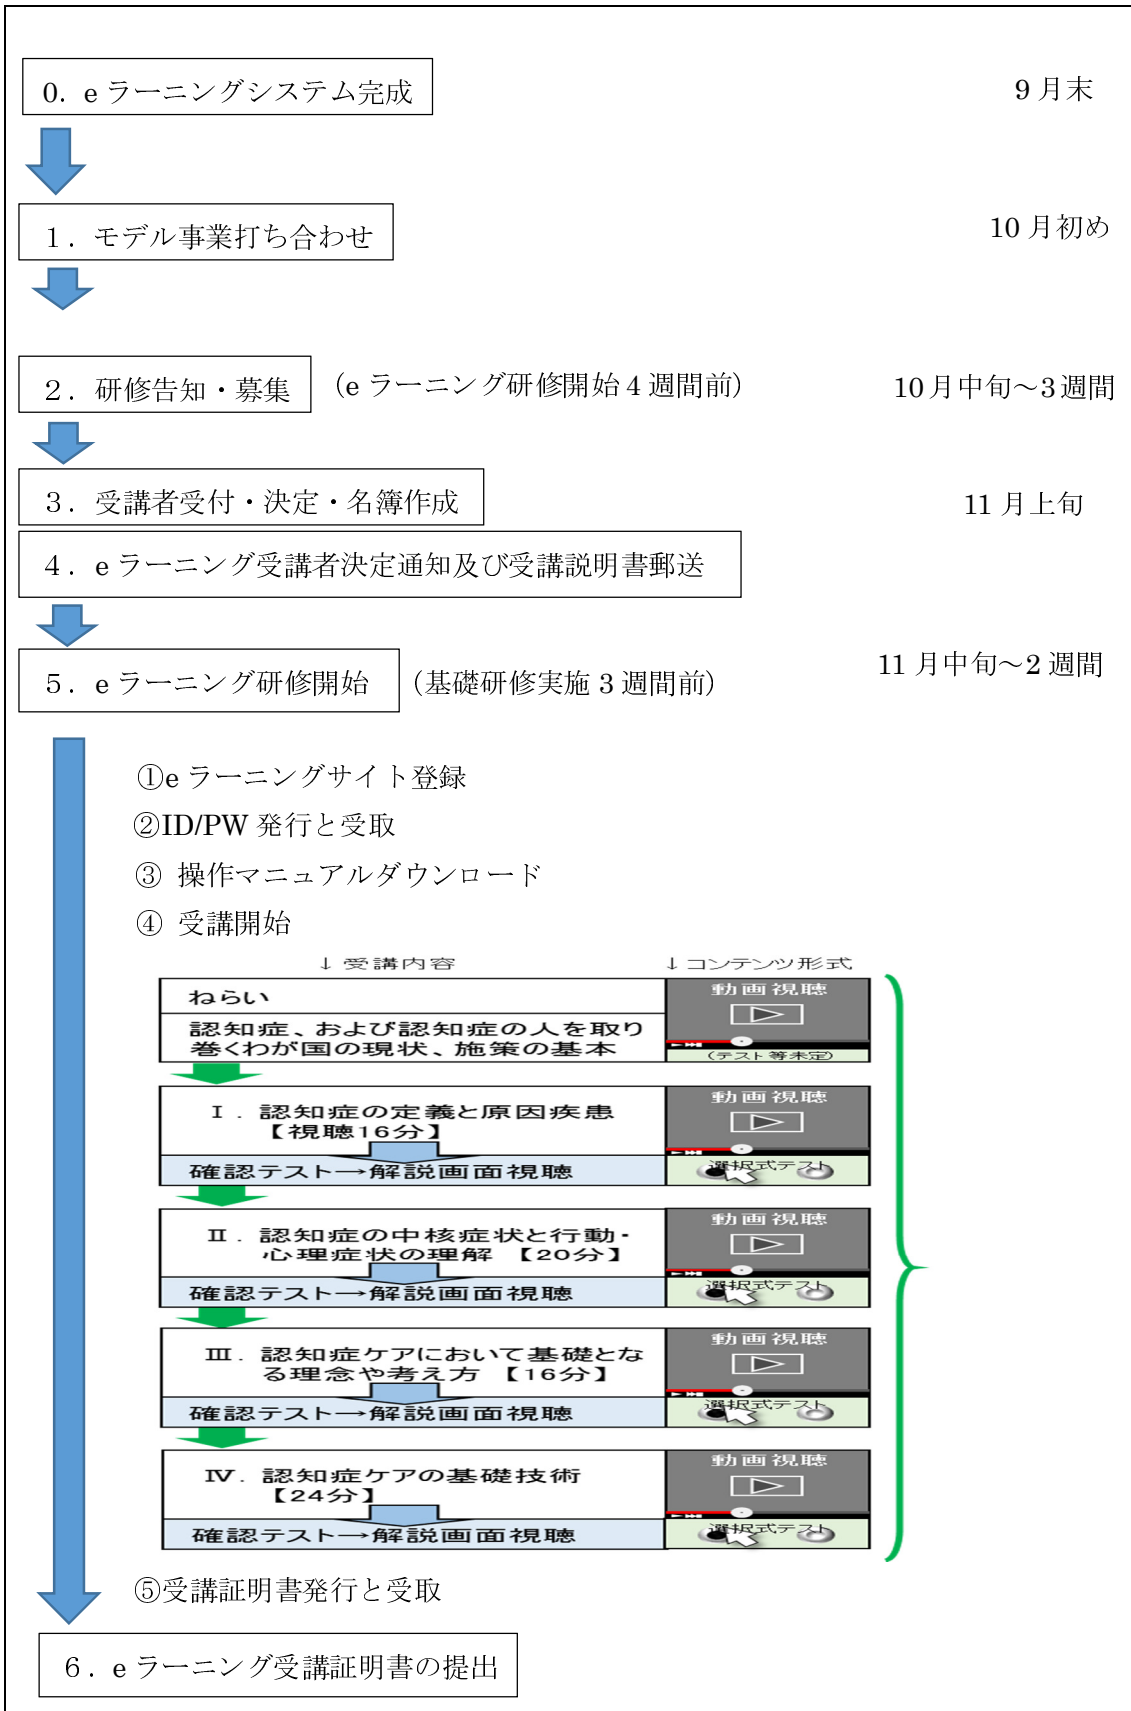 0. eラーニングシステム完成
9月末
1. モデル事業打ち合わせ
10月初め
2. 研修告知・募集
(eラーニング研修開始4週間前)
10月中旬～3週間
3. 受講者受付・決定・名簿作成
11月上旬
4. eラーニング受講者決定通知及び受講説明書郵送
5. eラーニング研修開始
(基礎研修実施3週間前)
11月中旬～2週間
①eラーニングサイト登録
②ID/PW発行と受取
③ 操作マニュアルダウンロード
④ 受講開始
↓受講内容
↓コンテンツ形式
ねらい
動画視聴
認知症、および認知症の人を取り
巻くわが国の現状、施策の基本
(テスト等未定)
Ⅰ. 認知症の定義と原因疾患
【視聴16分】
動画視聴
確認テスト→解説画面視聴
選択式テスト
Ⅱ. 認知症の中核症状と行動・
心理症状の理解 【20分】
動画視聴
確認テスト→解説画面視聴
選択式テスト
Ⅲ. 認知症ケアにおいて基礎とな
る理念や考え方 【16分】
動画視聴
確認テスト→解説画面視聴
選択式テスト
Ⅳ. 認知症ケアの基礎技術
【24分】
動画視聴
確認テスト→解説画面視聴
選択式テスト
⑤受講証明書発行と受取
6. eラーニング受講証明書の提出